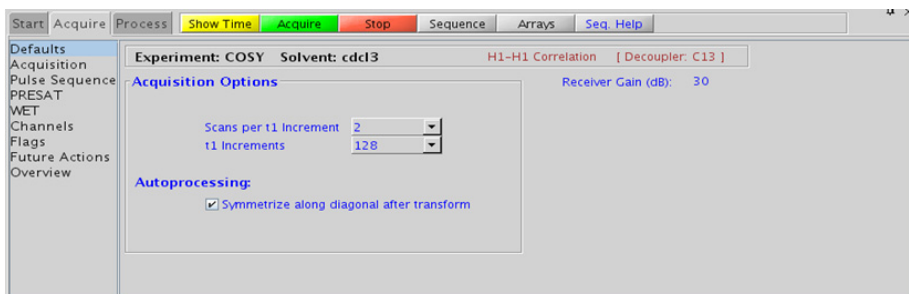 Start Acquire Process Show Time Acquire Stop Sequence Arrays Seq. Help
Defaults
Acquisition
Pulse Sequence
PRESAT
WET
Channels
Flags
Future Actions
Overview
Experiment: COSY Solvent: cdcl3 H1-H1 Correlation [ Decoupler: C13 ]
Acquisition Options Receiver Gain (dB): 30
Scans per t1 Increment 2
t1 Increments 128
Autoprocessing:
Symmetrize along diagonal after transform